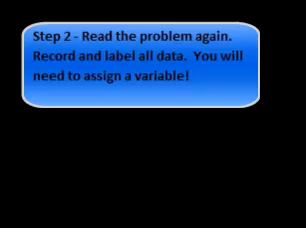 Step 2 - Read the problem again.
Record and label all data.  You will
need to assign a variable!